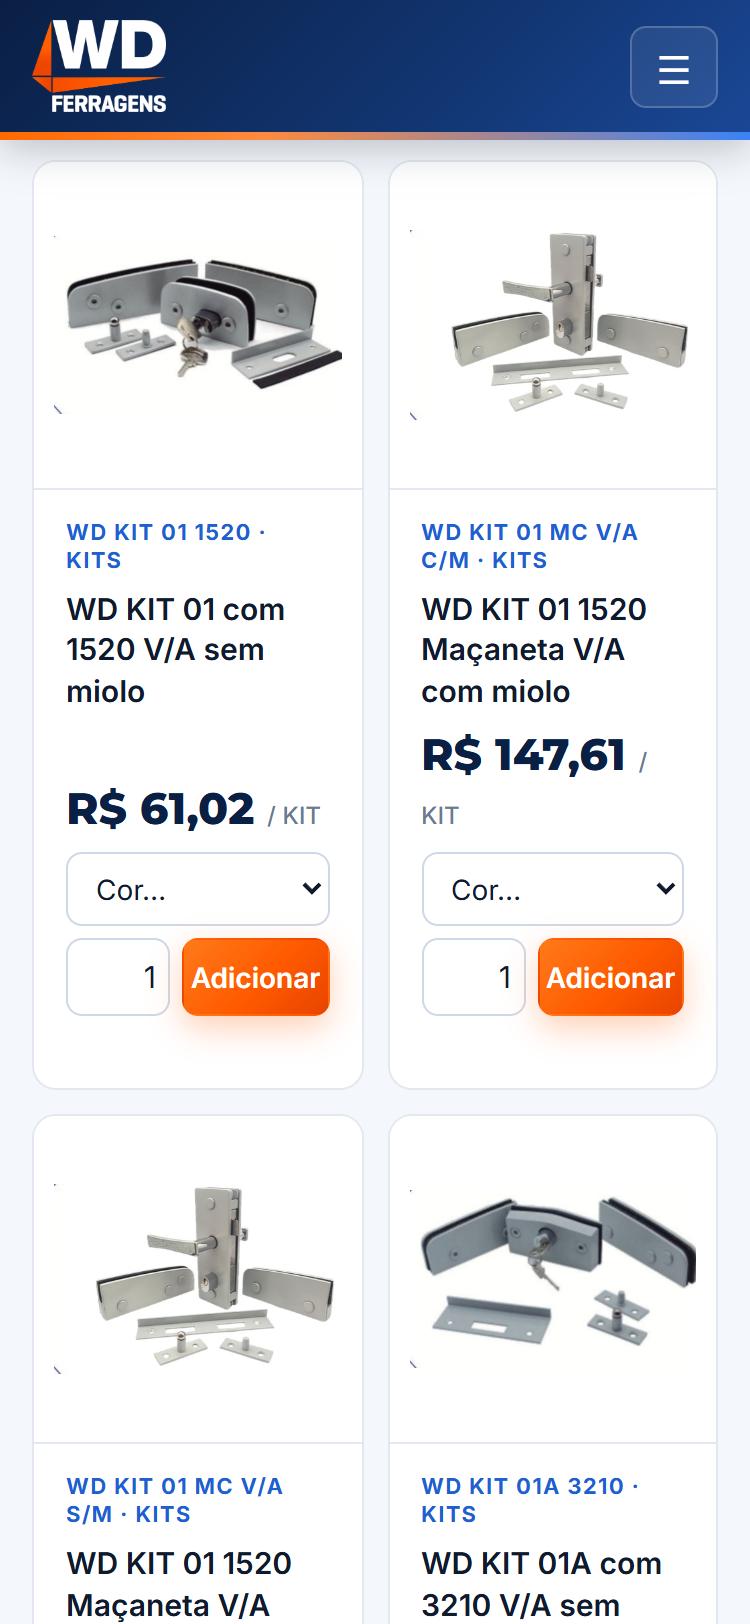 WD
FERRAGENS
☰
WD KIT 01 1520 ·
KITS
WD KIT 01 com
1520 V/A sem
miolo
R$ 61,02 / KIT
Cor...
1
Adicionar
WD KIT 01 MC V/A
C/M · KITS
WD KIT 01 1520
Maçaneta V/A
com miolo
R$ 147,61 /
KIT
Cor...
1
Adicionar
WD KIT 01 MC V/A
S/M · KITS
WD KIT 01 1520
Maçaneta V/A
WD KIT 01A 3210 ·
KITS
WD KIT 01A com
3210 V/A sem